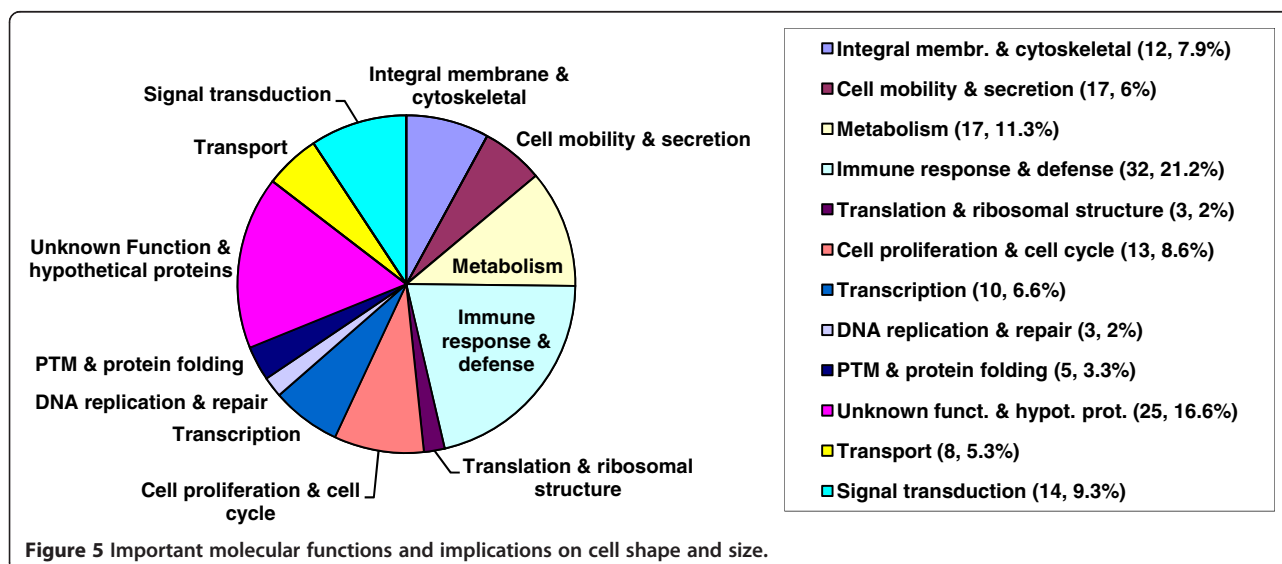 Integral membrane &
cytoskeletal
Signal transduction
Cell mobility & secretion
Transport
Unknown Function &
hypothetical proteins
Metabolism
Immune
response &
defense
PTM & protein folding
DNA replication & repair
Transcription
Translation & ribosomal
structure
Cell proliferation & cell
cycle
Integral membr. & cytoskeletal (12, 7.9%)
Cell mobility & secretion (17, 6%)
Metabolism (17, 11.3%)
Immune response & defense (32, 21.2%)
Translation & ribosomal structure (3, 2%)
Cell proliferation & cell cycle (13, 8.6%)
Transcription (10, 6.6%)
DNA replication & repair (3, 2%)
PTM & protein folding (5, 3.3%)
Unknown funct. & hypot. prot. (25, 16.6%)
Transport (8, 5.3%)
Signal transduction (14, 9.3%)
Figure 5 Important molecular functions and implications on cell shape and size.